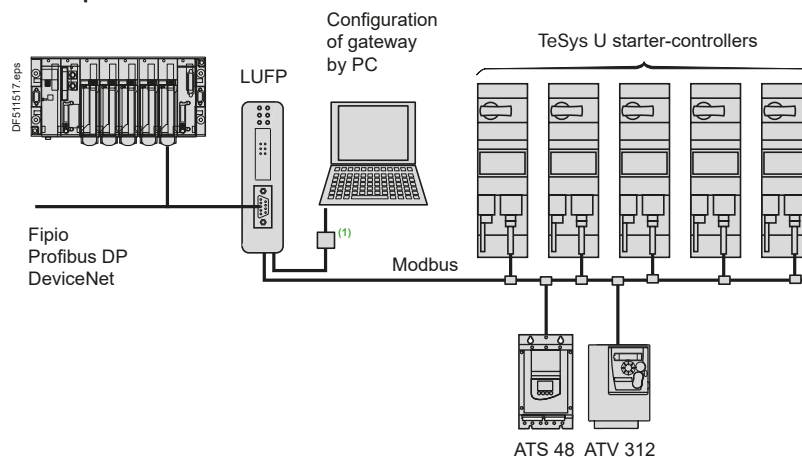 Configuration
of gateway
by PC
TeSys U starter-controllers
LUFP
DF511517.eps
(1)
Fipio
Profibus DP
DeviceNet
Modbus
ATS 48
ATV 312